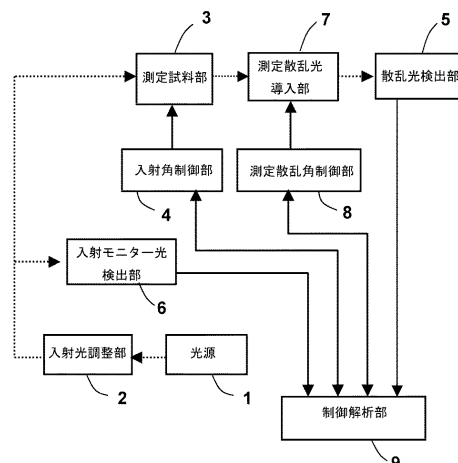 3
7
5
測定試料部
測定散乱光
導入部
散乱光検出部
入射角制御部
測定散乱角制御部
4
8
入射モニター光
検出部
6
入射光調整部
光源
2
1
制御解析部
9